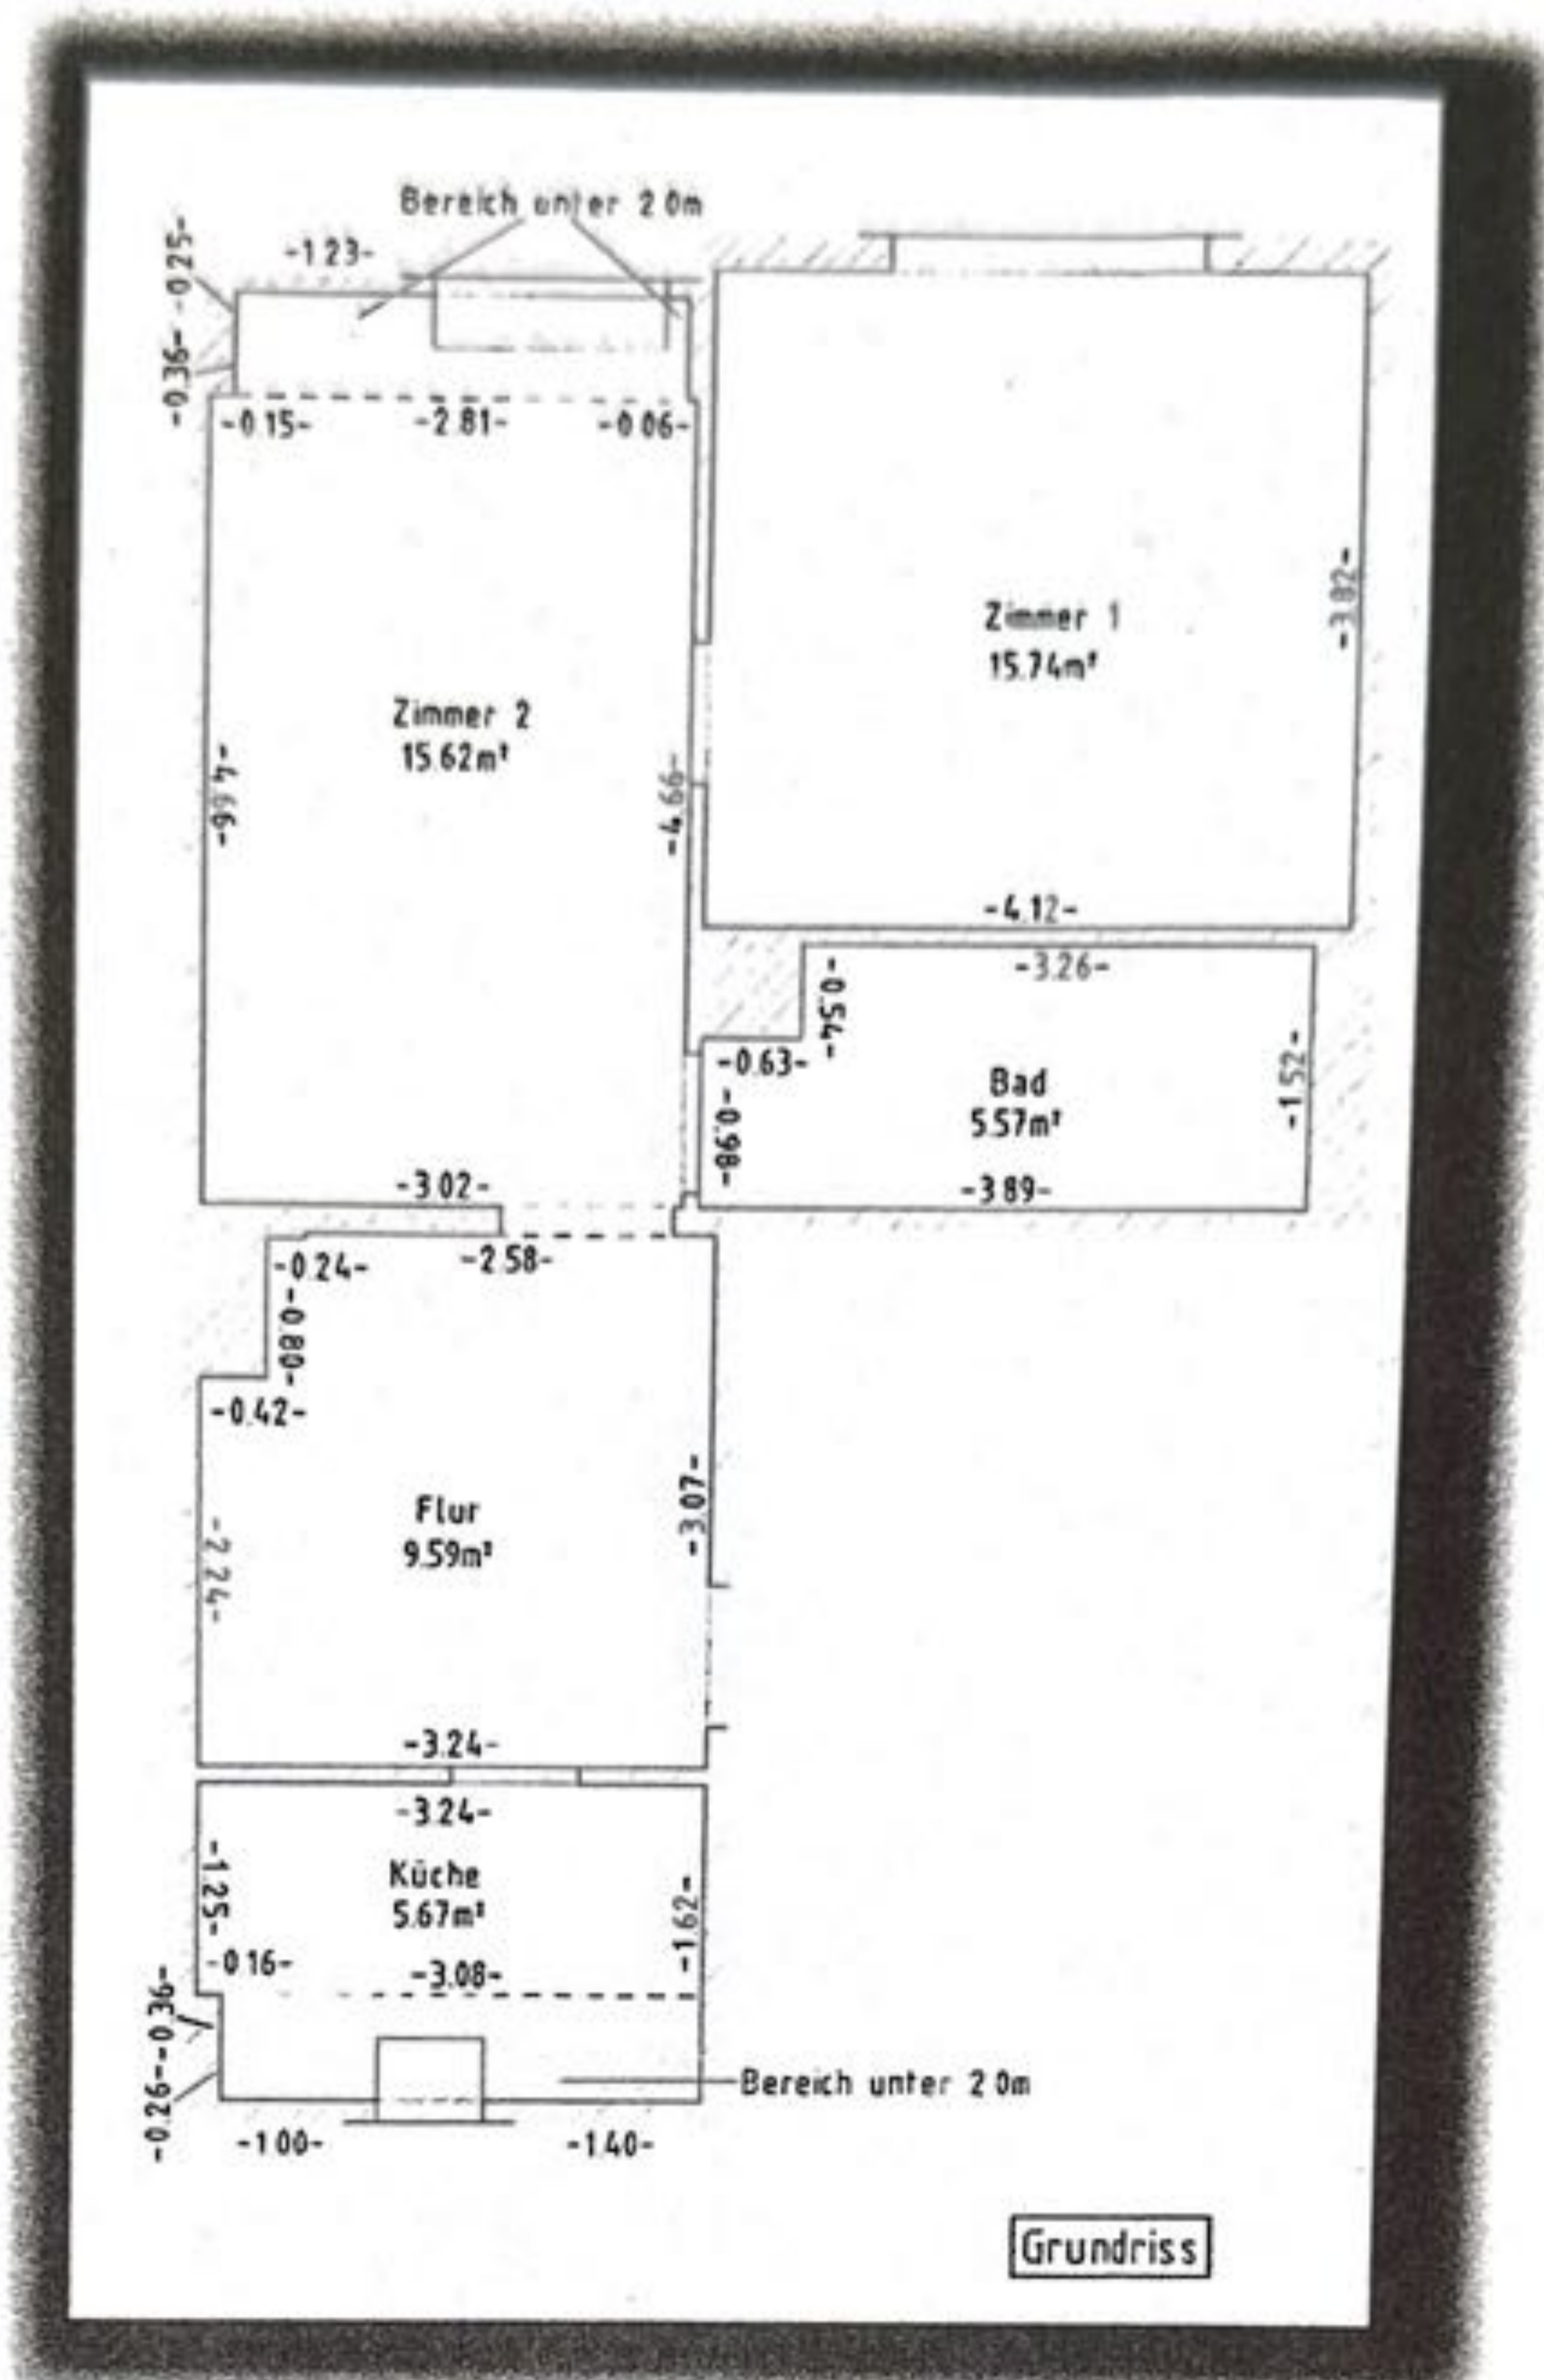 Bereich unter 2 0m
-1 23-
-0.25-
-0.36-
-0.15-
-2.81-
-0.06-
Zimmer 2
15.62m²
-4.66-
-4.66-
-3.02-
Zimmer 1
15.74m²
-3.82-
-4.12-
-3.26-
-0.54-
-0.63-
-0.98-
Bad
5.57m²
-1.52-
-3 89-
-0.24-
-2.58-
-0.80-
-0.42-
Flur
9.59m²
-2.24-
-3.07-
-3.24-
-3.24-
-1.25-
Küche
5.67m²
-1.62-
-0 16-
-3.08-
-0.36-
-0.26-
Bereich unter 2 0m
-1 00-
-1.40-
Grundriss